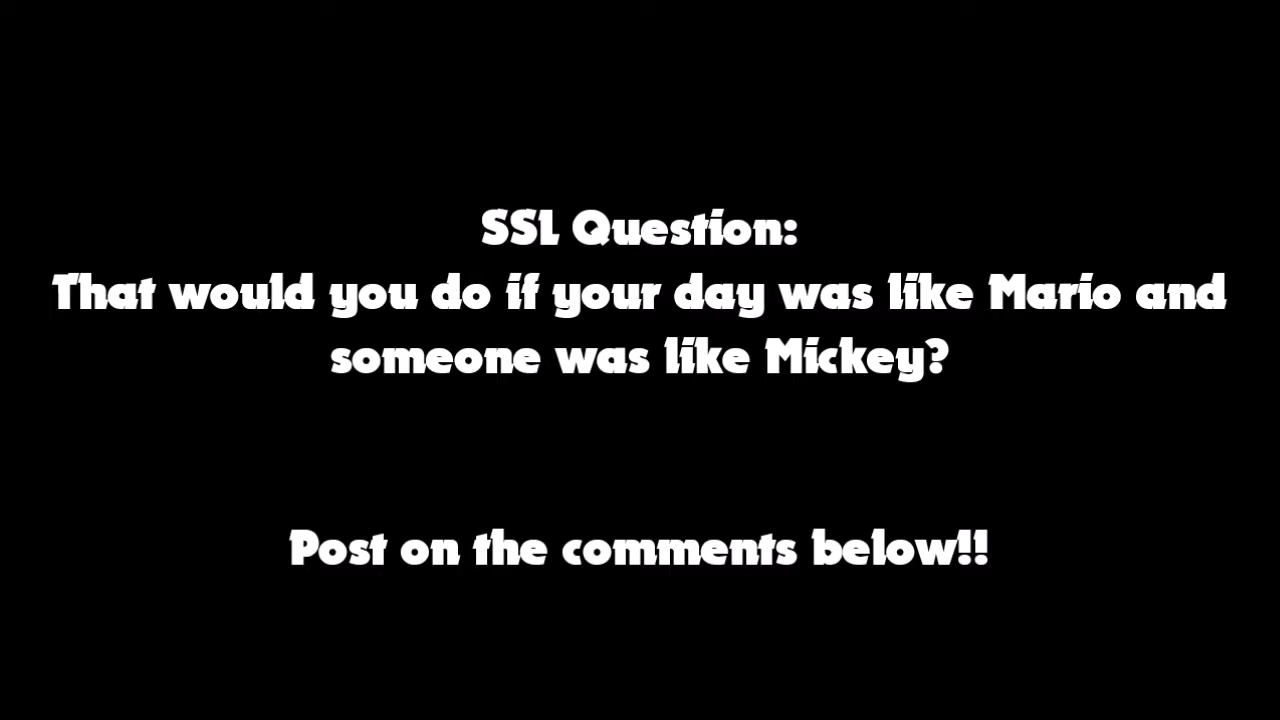 SSL Question:
That would you do if your day was like Mario and
someone was like Mickey?
Post on the comments below!!